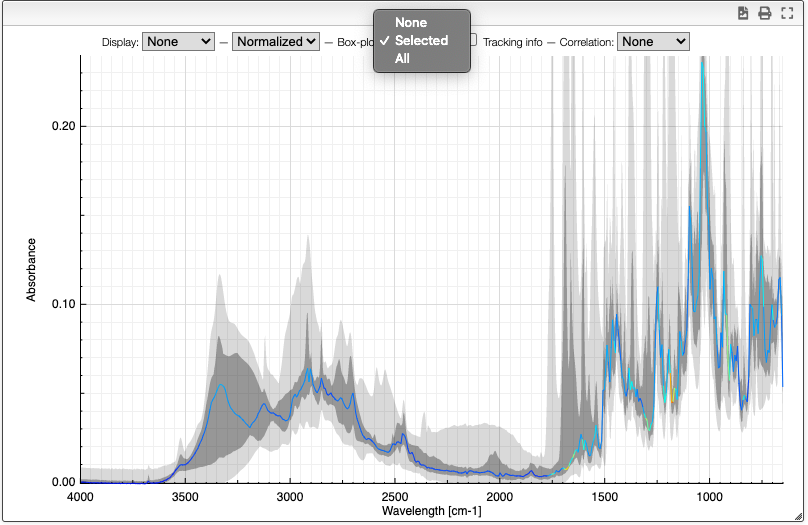 None
Display: None — Normalized — Box-plo ✓ Selected Tracking info — Correlation: None
All
0.20
0.10
0.00
Absorbance
4000 3500 3000 2500 2000 1500 1000
Wavelength [cm-1]